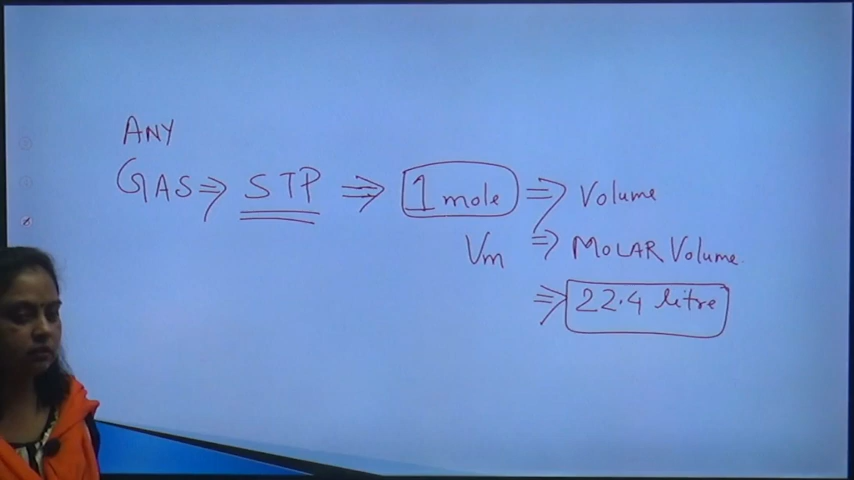 ANY
GAS ⇒ STP ⇒ 1 mole ⇒ Volume
Vm ⇒ MOLAR Volume.
⇒ 22.4 litre